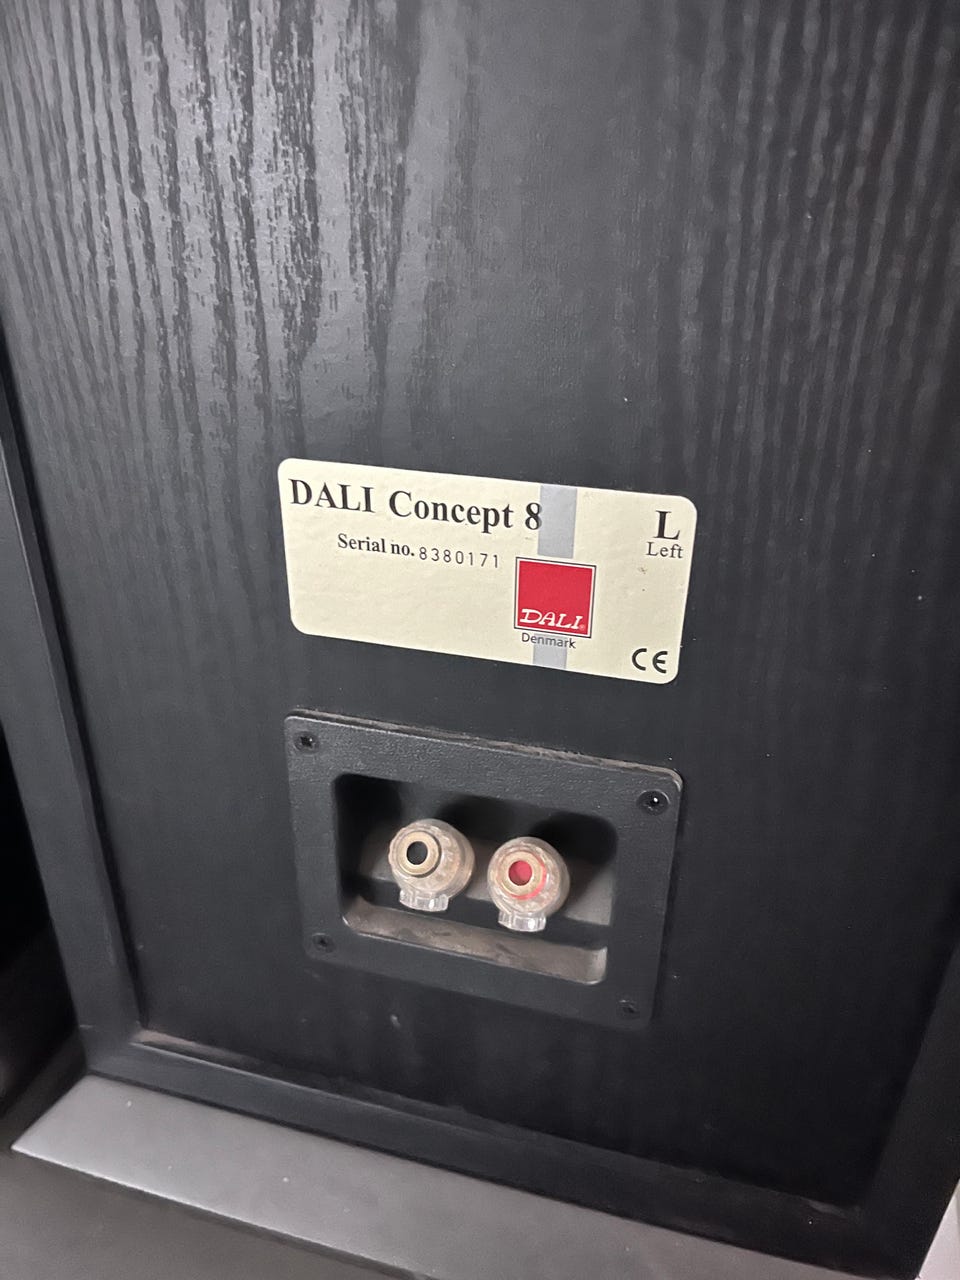 DALI Concept 8
L
Left
Serial no. 8380171
DALI®
Denmark
CE